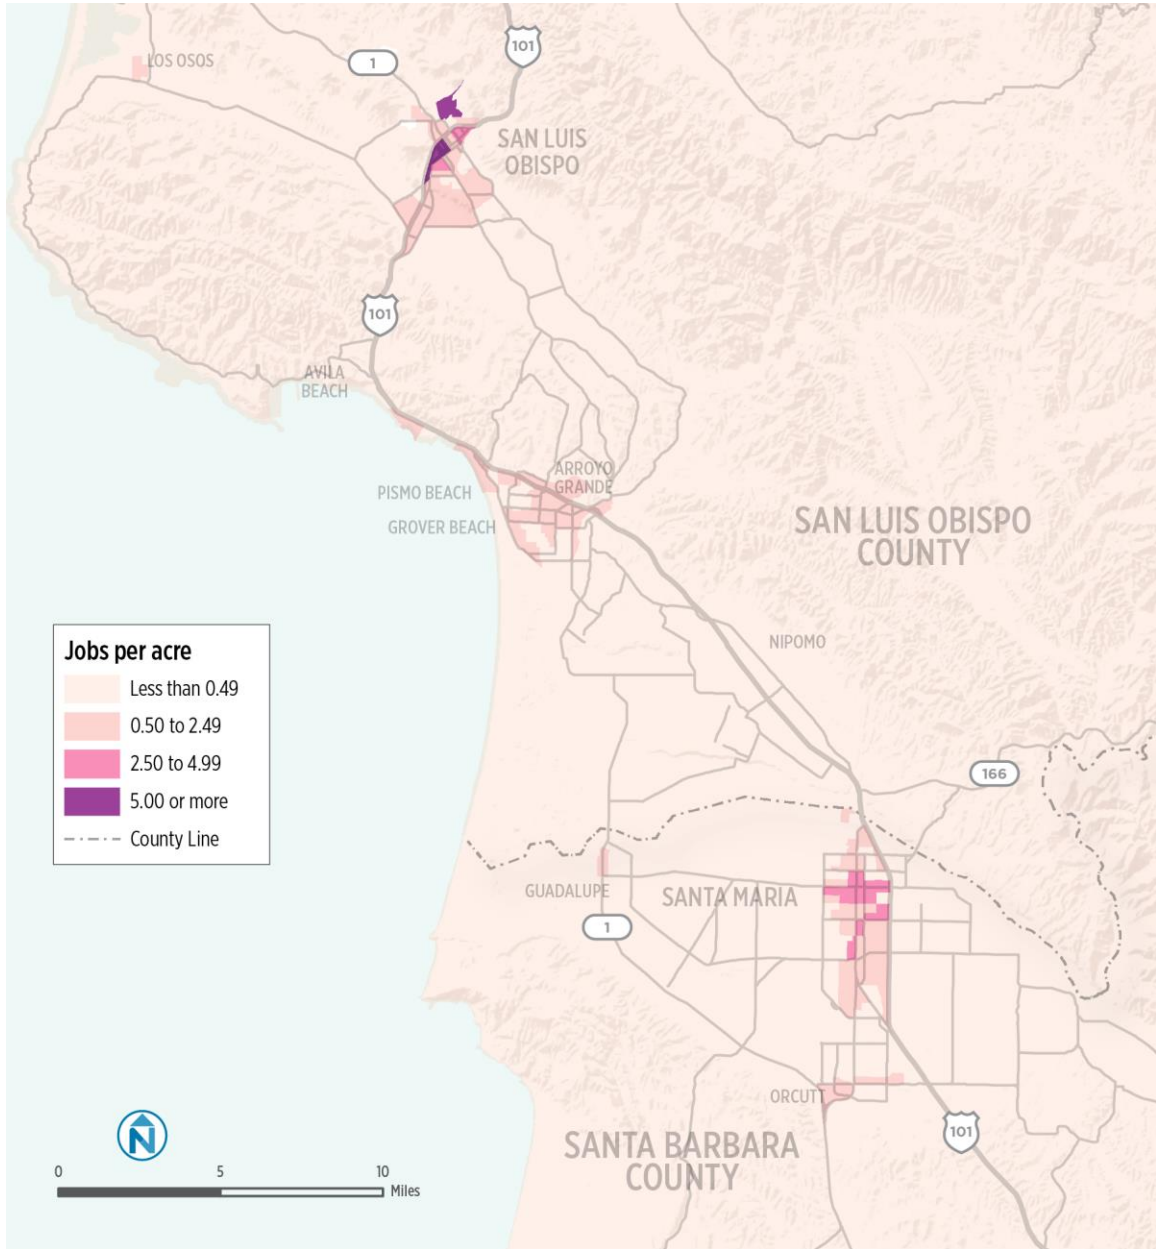 101
LOS OSOS
1
SAN LUIS
OBISPO
101
AVILA
BEACH
ARROYO
GRANDE
PISMO BEACH
GROVER BEACH
SAN LUIS OBISPO
COUNTY
NIPOMO
Jobs per acre
Less than 0.49
0.50 to 2.49
2.50 to 4.99
5.00 or more
County Line
166
GUADALUPE
SANTA MARIA
1
ORCUTT
101
SANTA BARBARA
COUNTY
N
0 5 10
Miles